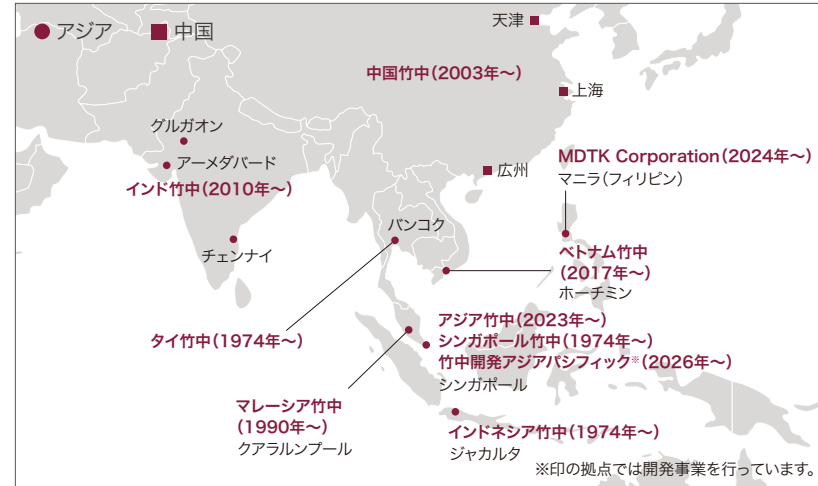 アジア
中国
天津
中国竹中(2003年〜)
上海
グルガオン
アーメダバード
インド竹中(2010年〜)
広州
MDTK Corporation(2024年〜)
マニラ(フィリピン)
チェンナイ
バンコク
ベトナム竹中
(2017年〜)
ホーチミン
タイ竹中(1974年〜)
アジア竹中(2023年〜)
シンガポール竹中(1974年〜)
竹中開発アジアパシフィック※(2026年〜)
シンガポール
マレーシア竹中
(1990年〜)
クアラルンプール
インドネシア竹中(1974年〜)
ジャカルタ
※印の拠点では開発事業を行っています。